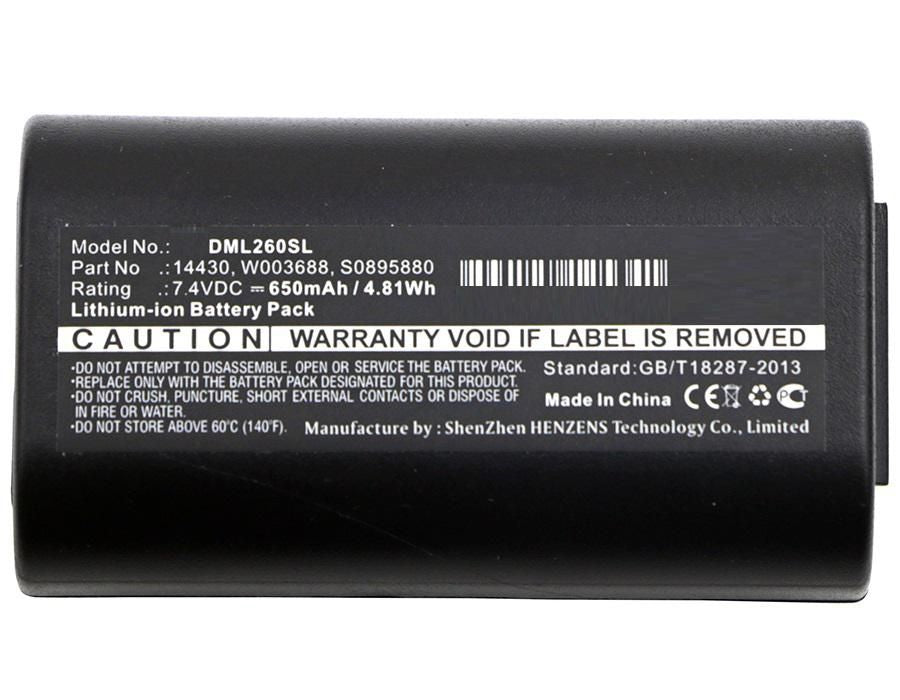 Model No.: DML260SL
Part No .:14430, W003688, S0895880
Rating .:7.4VDC ⎓ 650mAh / 4.81Wh
Lithium-ion Battery Pack
CAUTION WARRANTY VOID IF LABEL IS REMOVED
·DO NOT ATTEMPT TO DISASSEMBLE, OPEN OR SERVICE THE BATTERY PACK.
·REPLACE ONLY WITH THE BATTERY PACK DESIGNATED FOR THIS PRODUCT.
·DO NOT CRUSH, PUNCTURE, SHORT EXTERNAL CONTACTS OR DISPOSE OF
IN FIRE OR WATER.
·DO NOT STORE ABOVE 60°C (140°F).
Standard:GB/T18287-2013
Made In China CE PCT
Manufacture by : ShenZhen HENZENS Technology Co., Limited